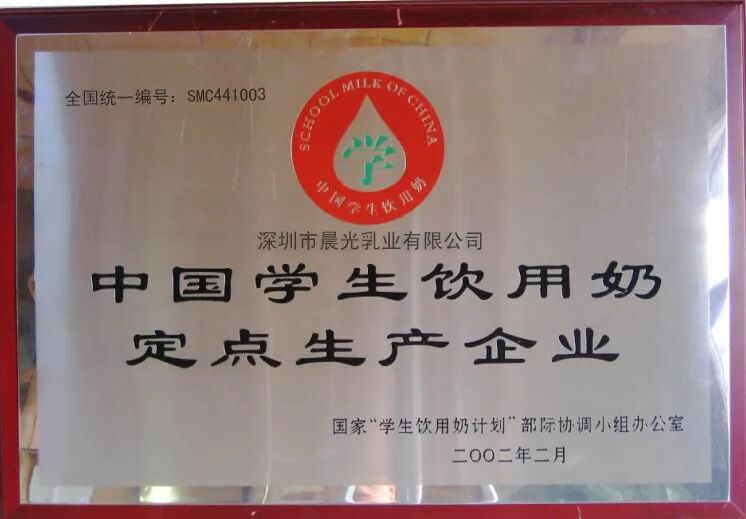 全国统一编号：SMC441003
SCHOOL MILK OF CHINA
学
中国学生饮用奶
深圳市晨光乳业有限公司
中国学生饮用奶
定点生产企业
国家“学生饮用奶计划”部际协调小组办公室
二OO二年二月